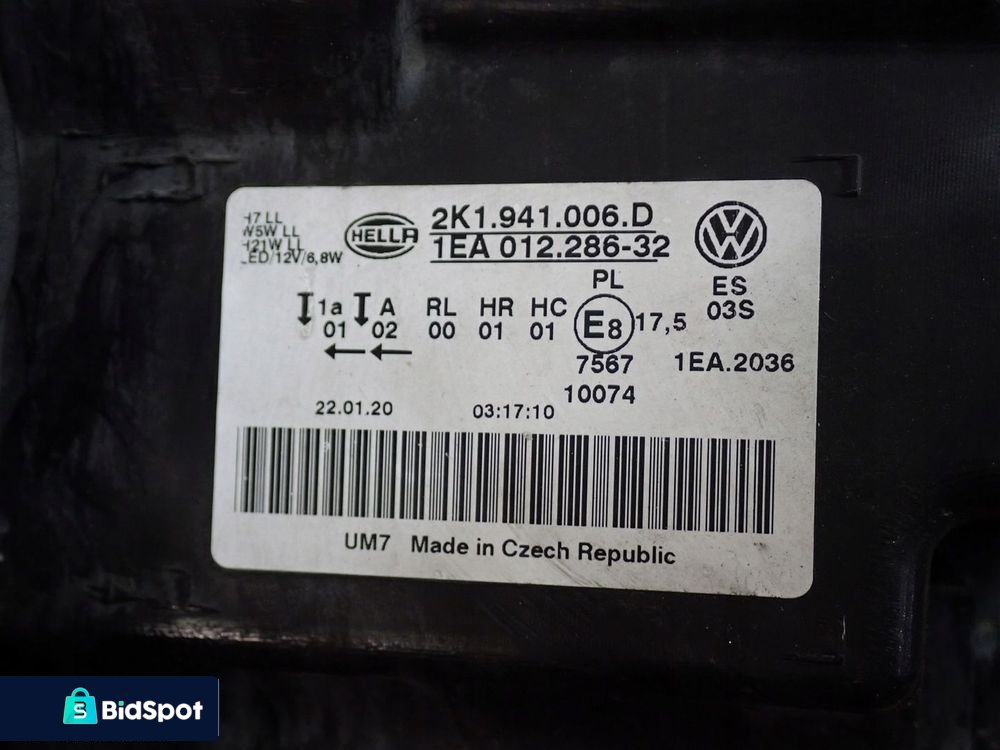 H7 LL
W5W LL
H21W LL
LED/12V/6,8W
HELLA
2K1.941.006.D
1EA 012.286-32
PL
ES
03S
1a A RL HR HC
01 02 00 01 01
E8
17,5
7567
1EA.2036
10074
22.01.20 03:17:10
UM7 Made in Czech Republic
S BidSpot